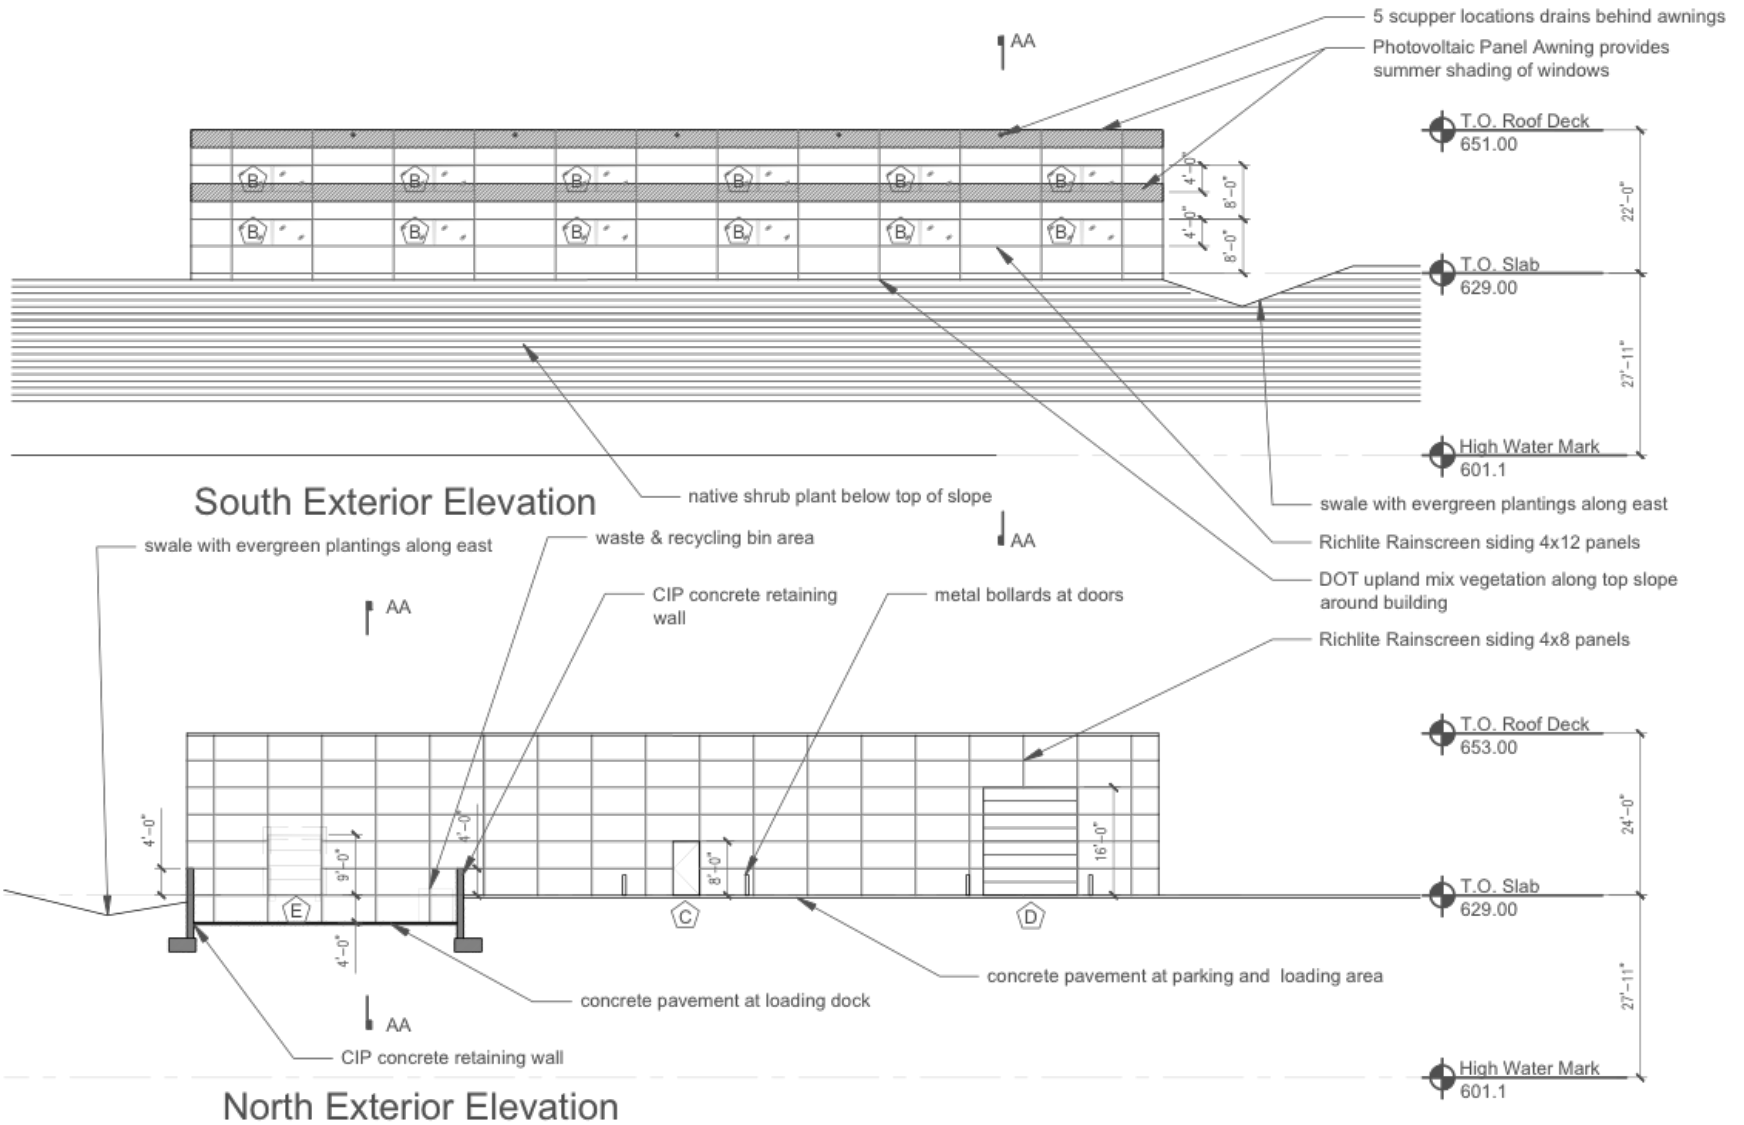 5 scupper locations drains behind awnings
AA
Photovoltaic Panel Awning provides
summer shading of windows
T.O. Roof Deck
651.00
B B B B B B
4'-0"
8'-0"
22'-0"
B B B B B B
4'-0"
8'-0"
T.O. Slab
629.00
27'-11"
High Water Mark
601.1
South Exterior Elevation
native shrub plant below top of slope
swale with evergreen plantings along east
AA
Richlite Rainscreen siding 4x12 panels
DOT upland mix vegetation along top slope
around building
Richlite Rainscreen siding 4x8 panels
swale with evergreen plantings along east
waste & recycling bin area
CIP concrete retaining
wall
metal bollards at doors
AA
T.O. Roof Deck
653.00
4'-0"
4'-0"
9'-0"
8'-0"
16'-0"
24'-0"
T.O. Slab
629.00
E
C
D
4'-0"
concrete pavement at parking and loading area
concrete pavement at loading dock
27'-11"
AA
CIP concrete retaining wall
High Water Mark
601.1
North Exterior Elevation